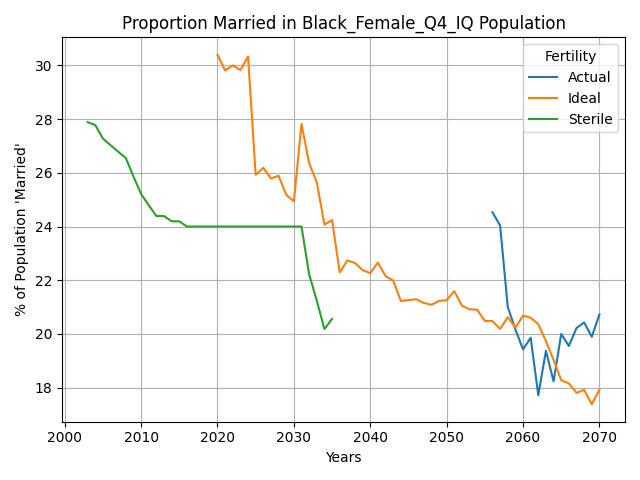 Proportion Married in Black_Female_Q4_IQ Population
Fertility
Actual
Ideal
Sterile
% of Population 'Married'
30
28
26
24
22
20
18
2000 2010 2020 2030 2040 2050 2060 2070
Years